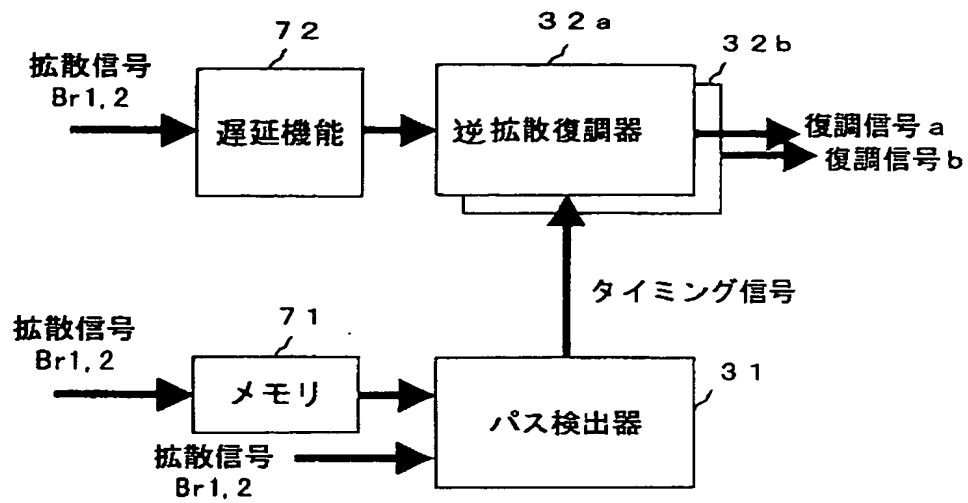 72
32a
32b
拡散信号
Br1,2
遅延機能
逆拡散復調器
復調信号a
復調信号b
タイミング信号
拡散信号
Br1,2
71
メモリ
31
パス検出器
拡散信号
Br1,2